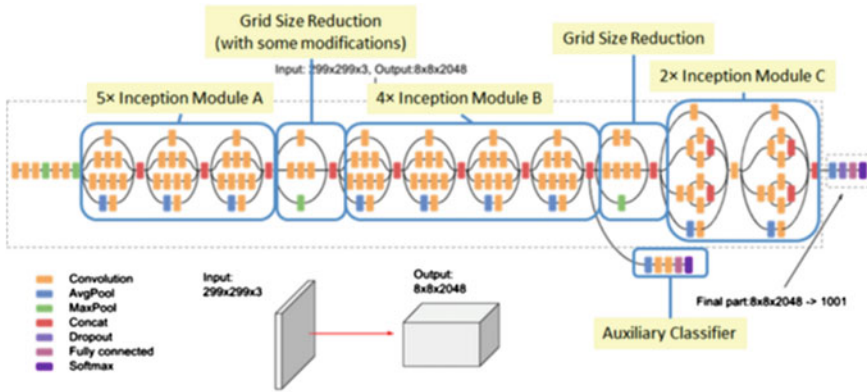 Grid Size Reduction
(with some modifications)
Grid Size Reduction
Input: 299x299x3, Output:8x8x2048
5× Inception Module A
4× Inception Module B
2× Inception Module C
Convolution
AvgPool
MaxPool
Concat
Dropout
Fully connected
Softmax
Input:
299x299x3
Output:
8x8x2048
Final part:8x8x2048 -> 1001
Auxiliary Classifier